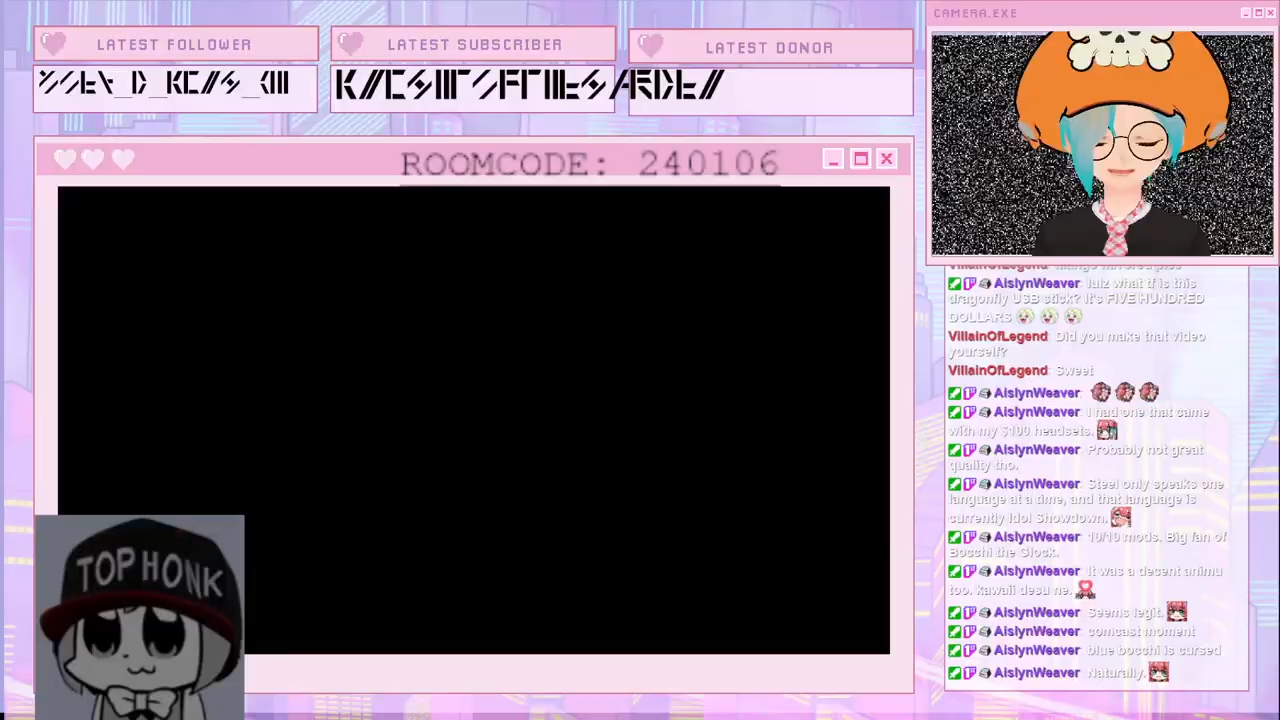 CAMERA.EXE
LATEST FOLLOWER
LATEST SUBSCRIBER
LATEST DONOR
ROOMCODE: 240106
TOP HONK
AislynWeaver: lulz what tf is this
dragonfly USB stick? It's FIVE HUNDRED
DOLLARS
VillainOfLegend: Did you make that video
yourself?
VillainOfLegend: Sweet
AislynWeaver:
AislynWeaver: I had one that came
with my $100 headsets.
AislynWeaver: Probably not great
quality tho.
AislynWeaver: Steel only speaks one
language at a time, and that language is
currently Idol Showdown.
AislynWeaver: 10/10 mods. Big fan of
Bocchi the Glock.
AislynWeaver: It was a decent animu
too. kawaii desu ne.
AislynWeaver: Seems legit.
AislynWeaver: comcast moment
AislynWeaver: blue bocchi is cursed
AislynWeaver: Naturally.